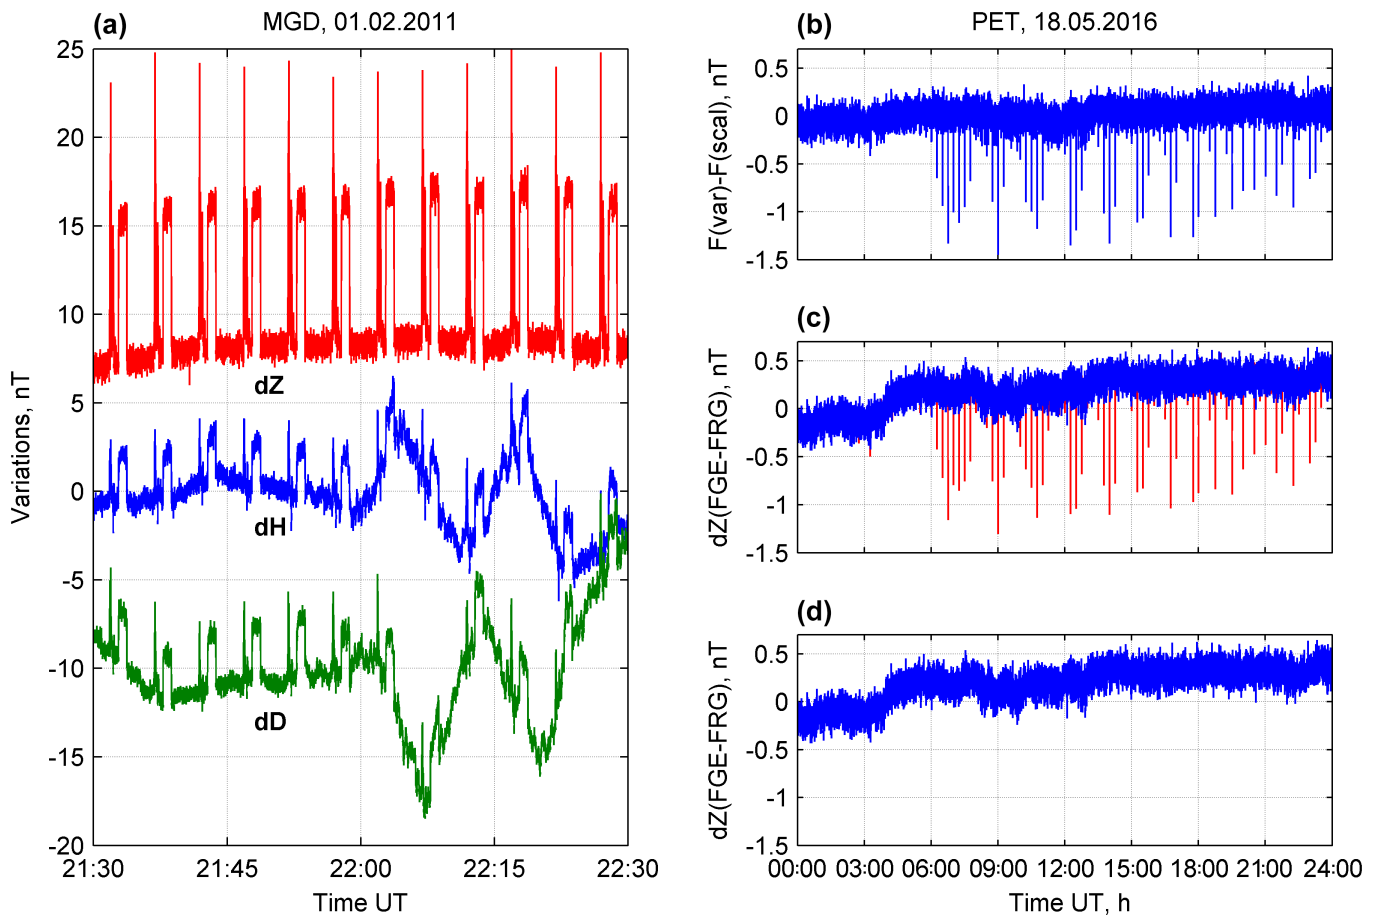 (a) MGD, 01.02.2011
25
20
15
10
5
0
-5
-10
-15
-20
Variations, nT
dZ
dH
dD
21:30 21:45 22:00 22:15 22:30
Time UT
(b) PET, 18.05.2016
0.5
0
-0.5
-1
-1.5
F(var)-F(scal), nT
(c)
0.5
0
-0.5
-1
-1.5
dZ(FGE-FRG), nT
(d)
0.5
0
-0.5
-1
-1.5
dZ(FGE-FRG), nT
00:00 03:00 06:00 09:00 12:00 15:00 18:00 21:00 24:00
Time UT, h